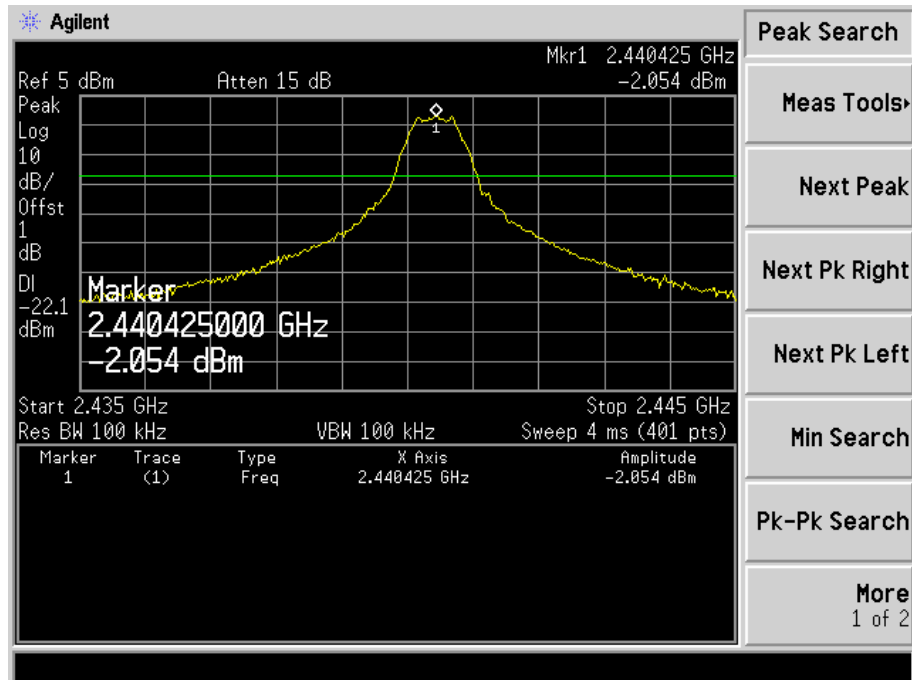 Agilent
Peak Search
Mkr1 2.440425 GHz
Ref 5 dBm Atten 15 dB -2.054 dBm
Peak
Log
10
dB/
Offst
1
dB
DI
-22.1
dBm
1
Marker
2.440425000 GHz
-2.054 dBm
Start 2.435 GHz Stop 2.445 GHz
Res BW 100 kHz VBW 100 kHz Sweep 4 ms (401 pts)
Marker Trace Type X Axis Amplitude
1 (1) Freq 2.440425 GHz -2.054 dBm
Meas Tools
Next Peak
Next Pk Right
Next Pk Left
Min Search
Pk-Pk Search
More
1 of 2